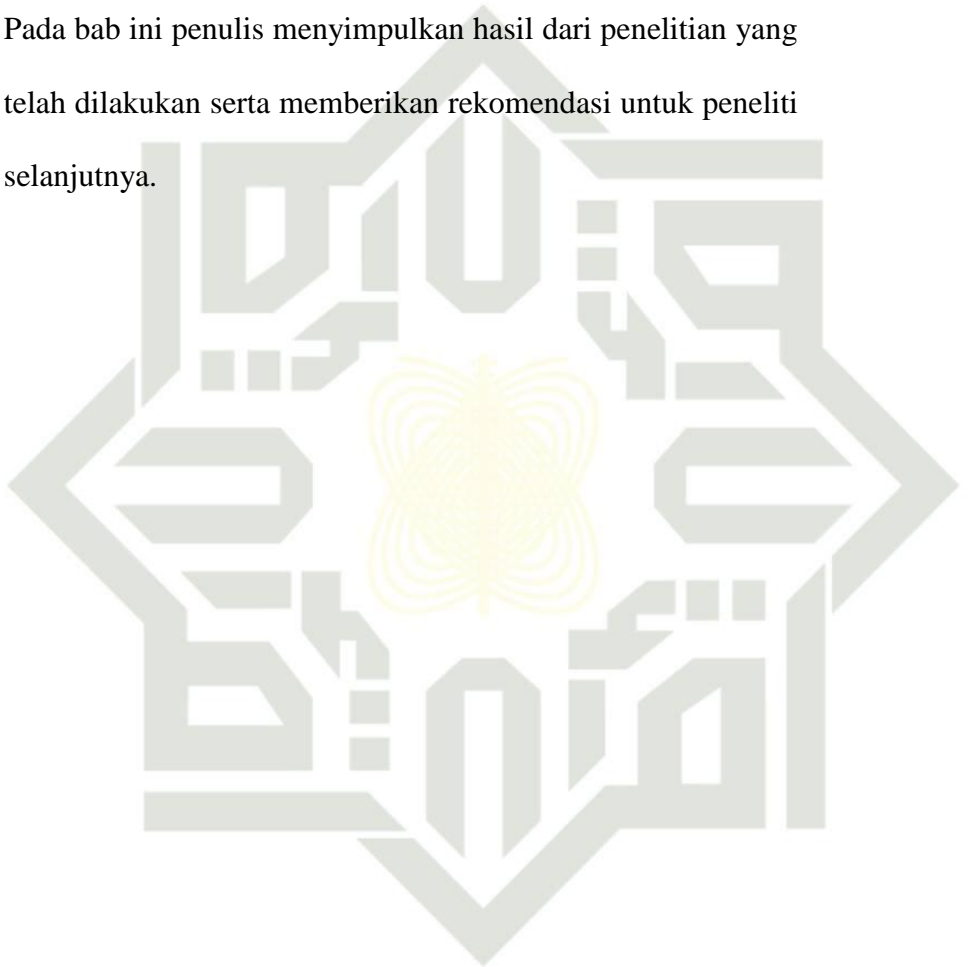 Pada bab ini penulis menyimpulkan hasil dari penelitian yang
telah dilakukan serta memberikan rekomendasi untuk peneliti
selanjutnya.